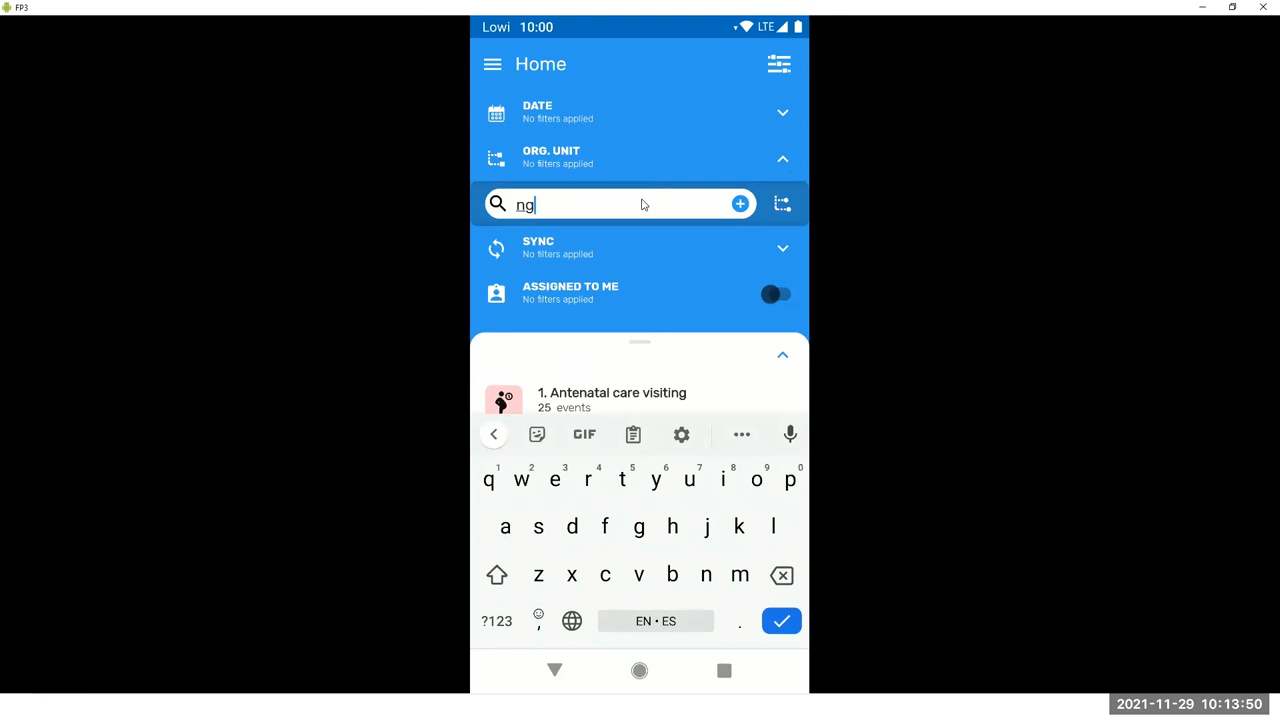 FP3
Lowi 10:00 LTE
Home
DATE
No filters applied
ORG. UNIT
No filters applied
ng
SYNC
No filters applied
ASSIGNED TO ME
No filters applied
1. Antenatal care visiting
25 events
GIF
1 2 3 4 5 6 7 8 9 0
q w e r t y u i o p
a s d f g h j k l
z x c v b n m
?123 , EN • ES .
2021-11-29 10:13:50